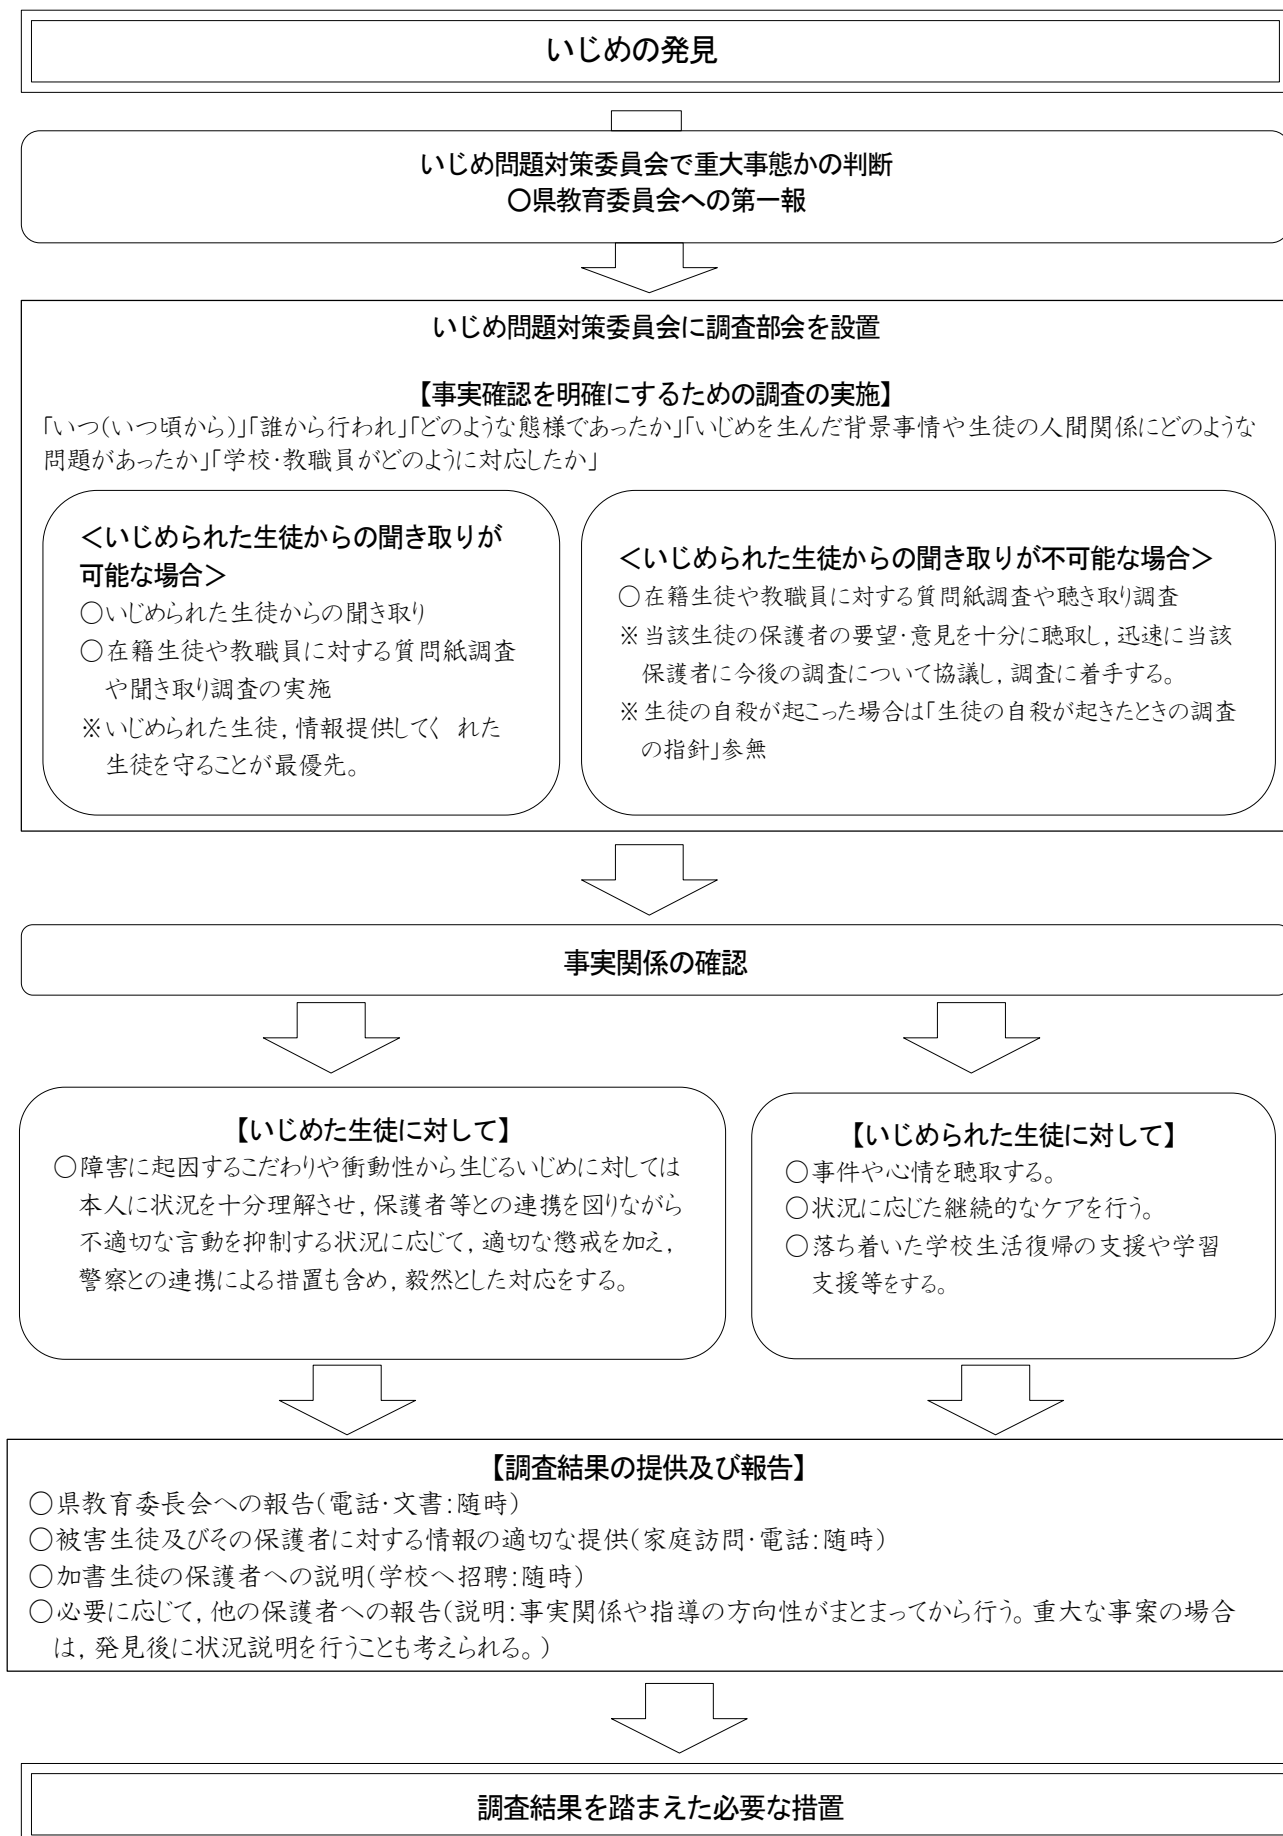 いじめの発見
いじめ問題対策委員会で重大事態かの判断
〇県教育委員会への第一報
いじめ問題対策委員会に調査部会を設置
【事実確認を明確にするための調査の実施】
「いつ(いつ頃から)」「誰から行われ」「どのような態様であったか」「いじめを生んだ背景事情や生徒の人間関係にどのような
問題があったか」「学校・教職員がどのように対応したか」
＜いじめられた生徒からの聞き取りが
可能な場合＞
○いじめられた生徒からの聞き取り
○在籍生徒や教職員に対する質問紙調査
や聞き取り調査の実施
※いじめられた生徒，情報提供してく れた
生徒を守ることが最優先。
＜いじめられた生徒からの聞き取りが不可能な場合＞
○在籍生徒や教職員に対する質問紙調査や聴き取り調査
※当該生徒の保護者の要望・意見を十分に聴取し，迅速に当該
保護者に今後の調査について協議し，調査に着手する。
※生徒の自殺が起こった場合は「生徒の自殺が起きたときの調査
の指針」参無
事実関係の確認
【いじめた生徒に対して】
○障害に起因するこだわりや衝動性から生じるいじめに対しては
本人に状況を十分理解させ，保護者等との連携を図りながら
不適切な言動を抑制する状況に応じて，適切な懲戒を加え，
警察との連携による措置も含め，毅然とした対応をする。
【いじめられた生徒に対して】
○事件や心情を聴取する。
○状況に応じた継続的なケアを行う。
○落ち着いた学校生活復帰の支援や学習
支援等をする。
【調査結果の提供及び報告】
○県教育委長会への報告(電話・文書:随時)
○被害生徒及びその保護者に対する情報の適切な提供(家庭訪問・電話:随時)
○加書生徒の保護者への説明(学校へ招聘:随時)
○必要に応じて，他の保護者への報告(説明:事実関係や指導の方向性がまとまってから行う。重大な事案の場合
は，発見後に状況説明を行うことも考えられる。)
調査結果を踏まえた必要な措置